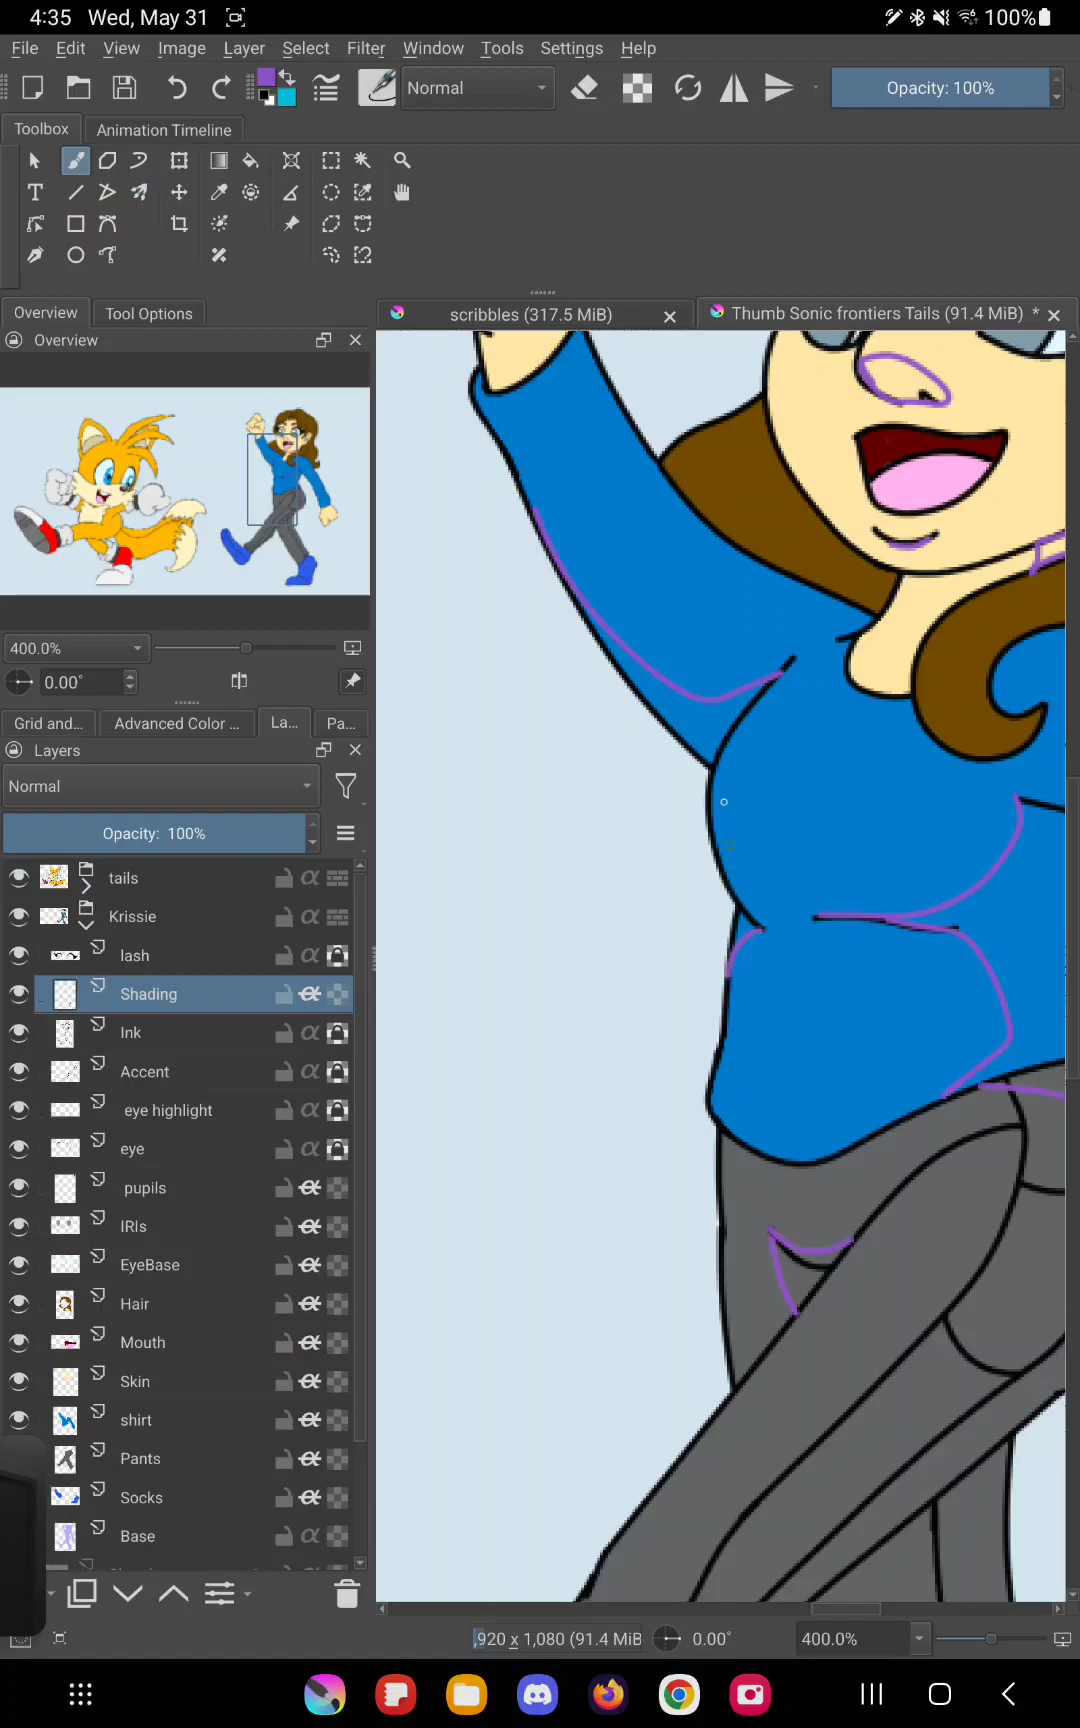 4:35 Wed, May 31 100%
File Edit View Image Layer Select Filter Window Tools Settings Help
Normal Opacity: 100%
Toolbox Animation Timeline
Overview Tool Options
scribbles (317.5 MiB) Thumb Sonic frontiers Tails (91.4 MiB) *
Overview
400.0%
0.00°
Grid and... Advanced Color ... La... Pa...
Layers
Normal
Opacity: 100%
tails
Krissie
lash
Shading
Ink
Accent
eye highlight
eye
pupils
IRIs
EyeBase
Hair
Mouth
Skin
shirt
Pants
Socks
Base
,920 x 1,080 (91.4 MiB 0.00° 400.0%